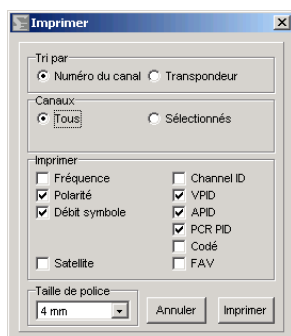 Imprimer
Tri par
Numéro du canal Transpondeur
Canaux
Tous Sélectionnés
Imprimer
Fréquence Channel ID
Polarité VPID
Débit symbole APID
PCR PID
Codé
Satellite FAV
Taille de police
4 mm Annuler Imprimer